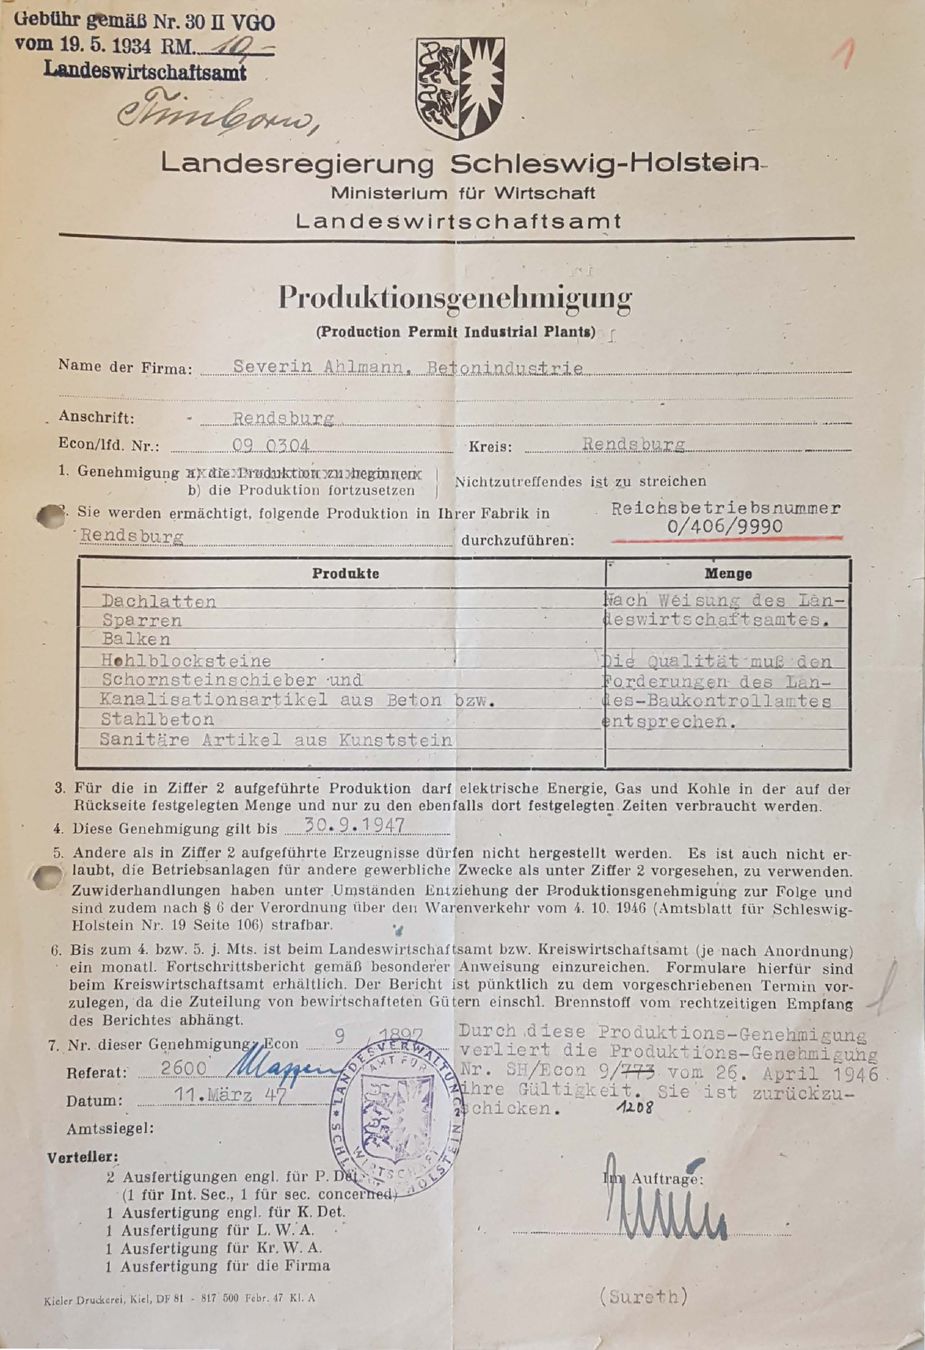 Gebühr gemäß Nr. 30 II VGO
vom 19. 5. 1934 RM. 10,-
Landeswirtschaftsamt
1
Landesregierung Schleswig-Holstein
Ministerium für Wirtschaft
Landeswirtschaftsamt
Produktionsgenehmigung
(Production Permit Industrial Plants)
Name der Firma: Severin Ahlmann, Betonindustrie
Anschrift: - Rendsburg
Econ/lfd. Nr.: 09 0304 Kreis: Rendsburg
1. Genehmigung a) die Produktion zu beginnen
b) die Produktion fortzusetzen
Nichtzutreffendes ist zu streichen
2. Sie werden ermächtigt, folgende Produktion in Ihrer Fabrik in
Reichsbetriebsnummer
0/406/9990
Rendsburg durchzuführen:
Produkte Menge
Dachlatten Nach Weisung des Lan-
Sparren deswirtschaftsamtes.
Balken
Hohlblocksteine Die Qualität muß den
Schornsteinschieber und Forderungen des Lan-
Kanalisationsartikel aus Beton bzw. des-Baukontrollamtes
Stahlbeton entsprechen.
Sanitäre Artikel aus Kunststein
3. Für die in Ziffer 2 aufgeführte Produktion darf elektrische Energie, Gas und Kohle in der auf der
Rückseite festgelegten Menge und nur zu den ebenfalls dort festgelegten Zeiten verbraucht werden.
4. Diese Genehmigung gilt bis 30.9.1947
5. Andere als in Ziffer 2 aufgeführte Erzeugnisse dürfen nicht hergestellt werden. Es ist auch nicht er-
laubt, die Betriebsanlagen für andere gewerbliche Zwecke als unter Ziffer 2 vorgesehen, zu verwenden.
Zuwiderhandlungen haben unter Umständen Entziehung der Produktionsgenehmigung zur Folge und
sind zudem nach § 6 der Verordnung über den Warenverkehr vom 4. 10. 1946 (Amtsblatt für Schleswig-
Holstein Nr. 19 Seite 106) strafbar.
6. Bis zum 4. bzw. 5. j. Mts. ist beim Landeswirtschaftsamt bzw. Kreiswirtschaftsamt (je nach Anordnung)
ein monatl. Fortschrittsbericht gemäß besonderer Anweisung einzureichen. Formulare hierfür sind
beim Kreiswirtschaftsamt erhältlich. Der Bericht ist pünktlich zu dem vorgeschriebenen Termin vor-
zulegen, da die Zuteilung von bewirtschafteten Gütern einschl. Brennstoff vom rechtzeitigen Empfang
des Berichtes abhängt.
7. Nr. dieser Genehmigung/Econ 9 1897
Referat: 2600
Datum: 11.März 47
Amtssiegel:
Durch diese Produktions-Genehmigung
verliert die Produktions-Genehmigung
Nr. SH/Econ 9/773 vom 26. April 1946
ihre Gültigkeit. Sie ist zurückzu-
schicken. 1208
LANDESVERWALTUNG
SCHLESWIG HOLSTEIN
AMT FÜR
WIRTSCHAFT
Verteiler:
2 Ausfertigungen engl. für P. Det.
(1 für Int. Sec., 1 für sec. concerned)
1 Ausfertigung engl. für K. Det.
1 Ausfertigung für L. W. A.
1 Ausfertigung für Kr. W. A.
1 Ausfertigung für die Firma
Im Auftrage:
(Sureth)
Kieler Druckerei, Kiel, DF 81 - 817 500 Febr. 47 Kl. A